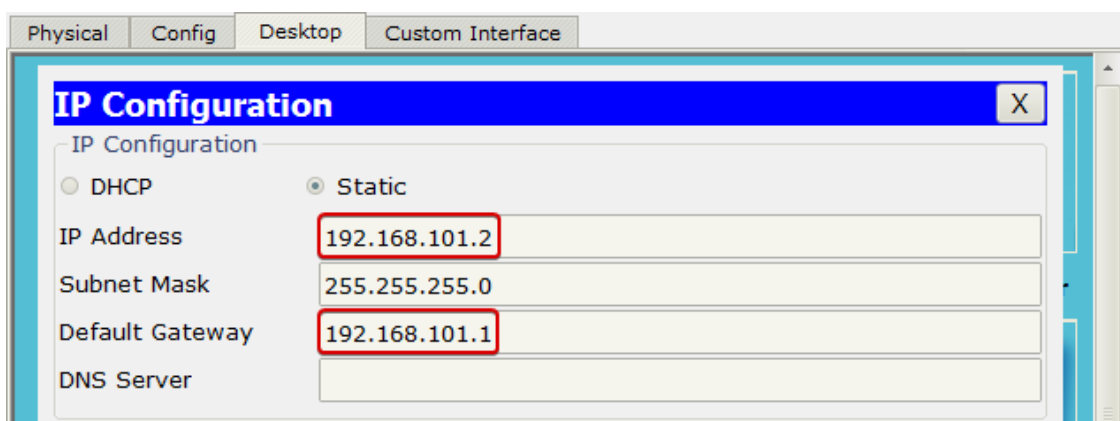 Physical Config Desktop Custom Interface
IP Configuration X
IP Configuration
DHCP Static
IP Address 192.168.101.2
Subnet Mask 255.255.255.0
Default Gateway 192.168.101.1
DNS Server